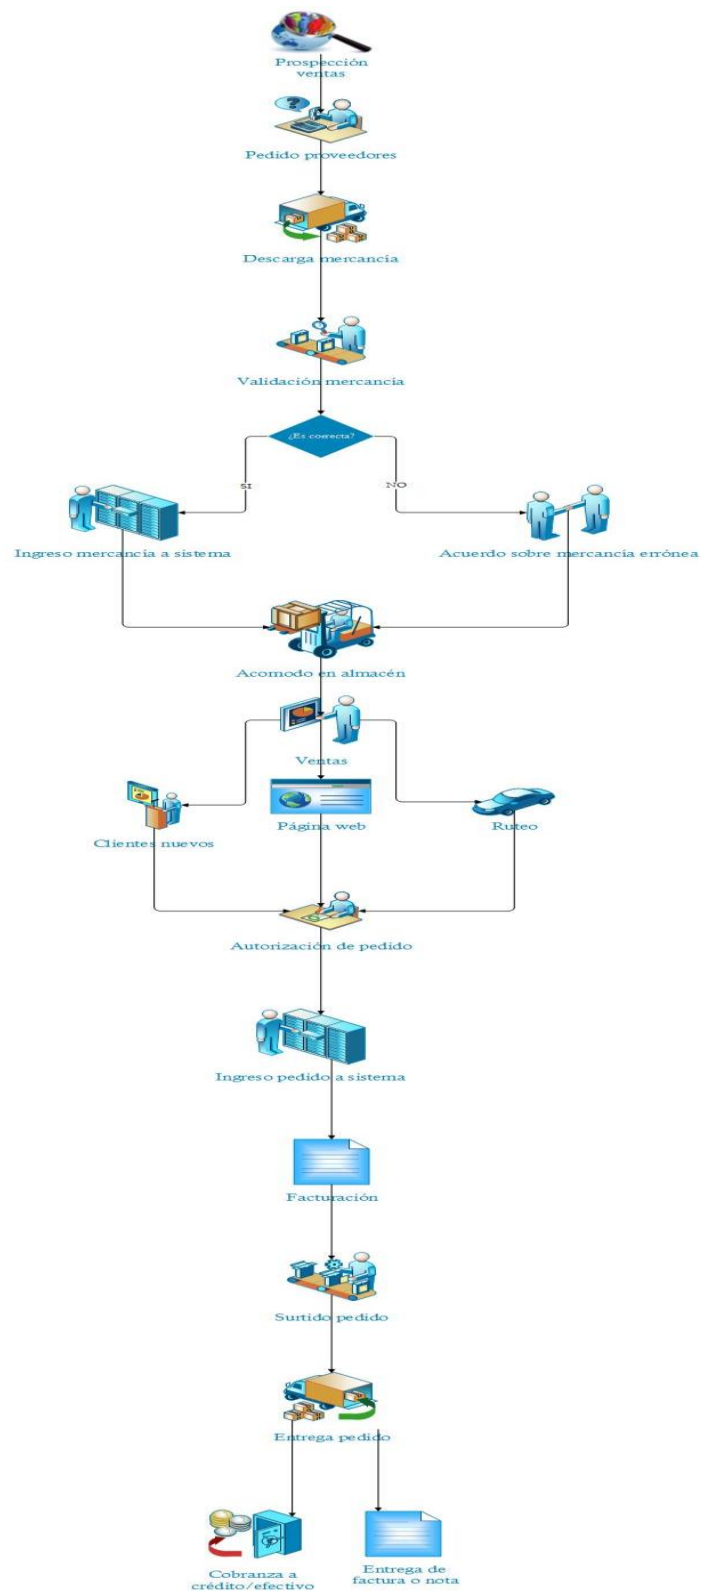 Prospección
ventas
Pedido proveedores
Descarga mercancía
Validación mercancía
¿Es correcta?
SI
NO
Ingreso mercancía a sistema
Acuerdo sobre mercancía errónea
Acomodo en almacén
Ventas
Página web
Ruteo
Clientes nuevos
Autorización de pedido
Ingreso pedido a sistema
Facturación
Surtido pedido
Entrega pedido
Cobranza a
crédito/efectivo
Entrega de
factura o nota